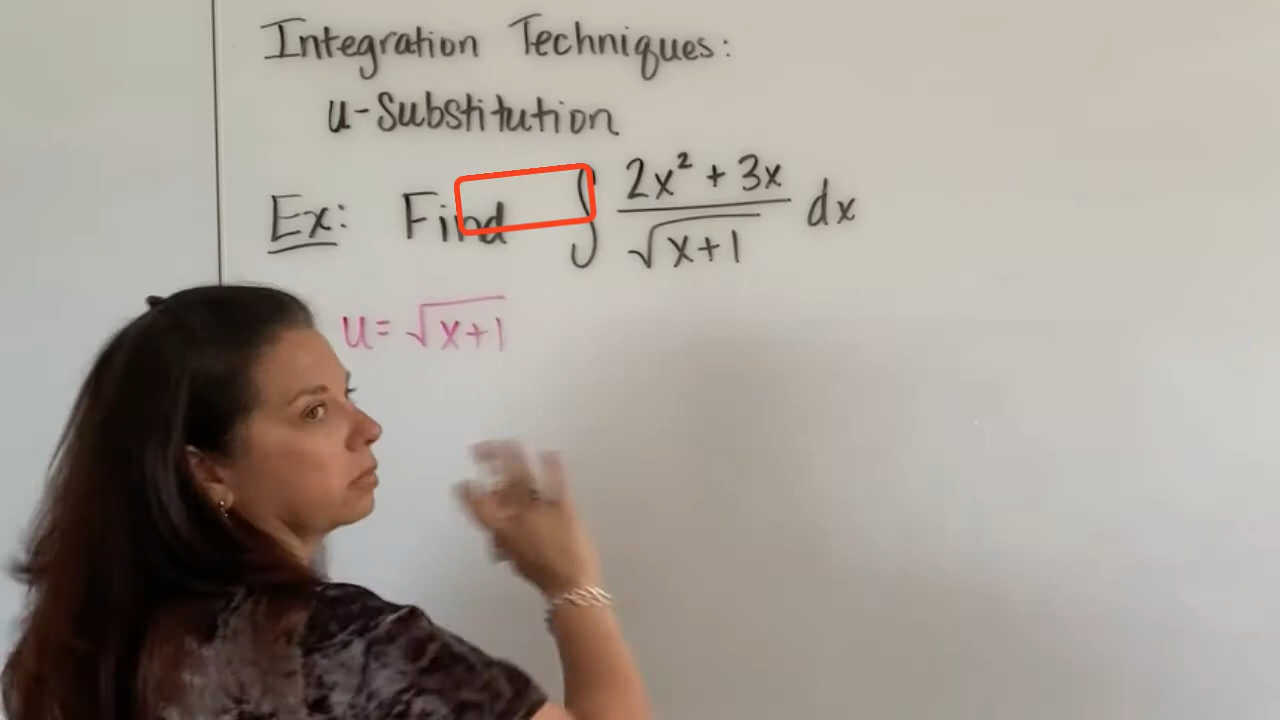 Integration Techniques:
u-Substitution
Ex: Find ∫ (2x² + 3x)/√(x+1) dx
u = √(x+1)